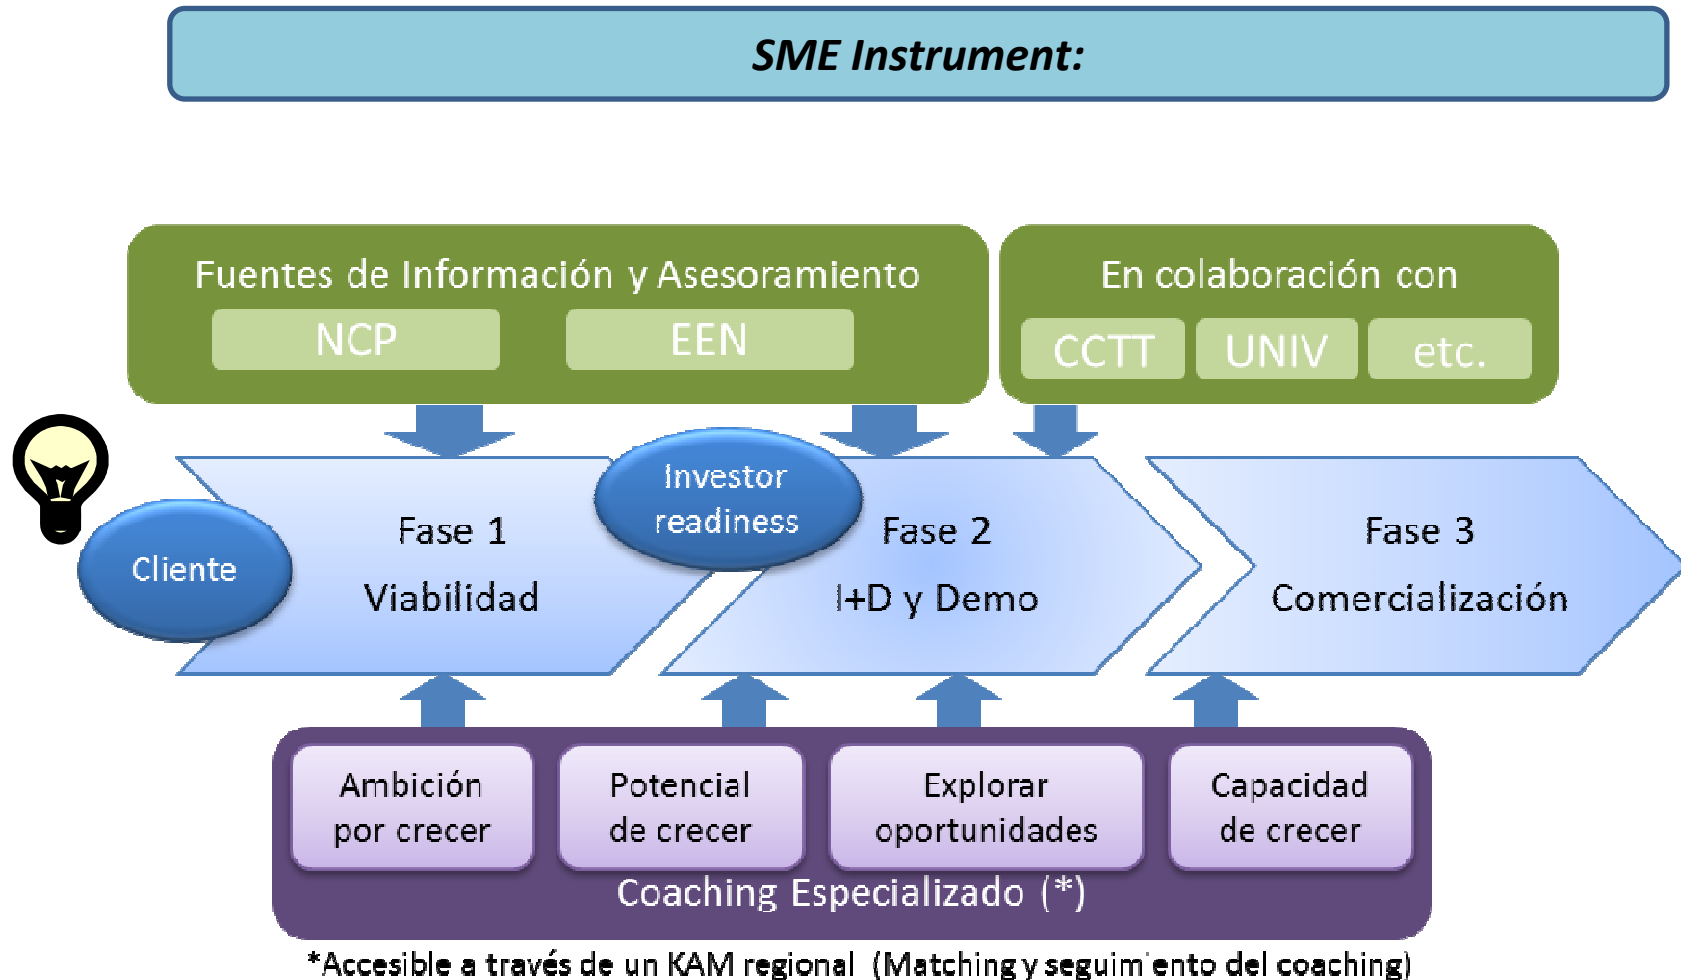 SME Instrument:
Fuentes de Información y Asesoramiento
NCP
EEN
En colaboración con
CCTT
UNIV
etc.
Cliente
Fase 1
Viabilidad
Investor
readiness
Fase 2
I+D y Demo
Fase 3
Comercialización
Ambición
por crecer
Potencial
de crecer
Explorar
oportunidades
Capacidad
de crecer
Coaching Especializado (*)
*Accesible a través de un KAM regional (Matching y seguimiento del coaching)